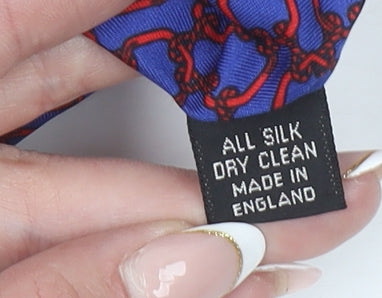 ALL SILK
DRY CLEAN
MADE IN
ENGLAND